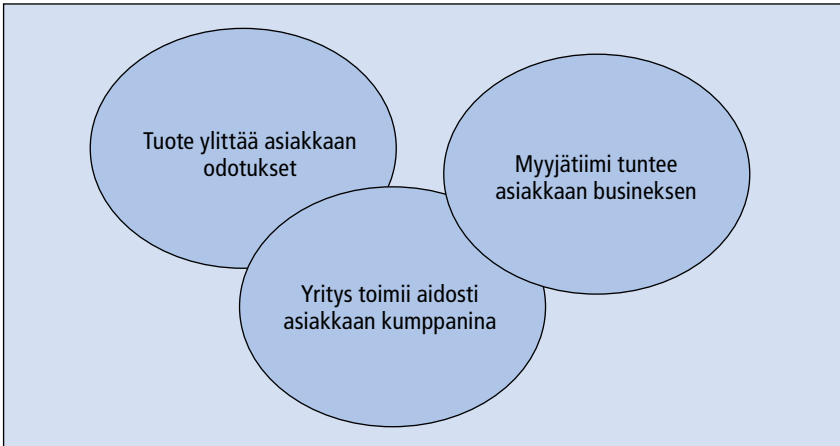 Tuote ylittää asiakkaan
odotukset
Myyjätiimi tuntee
asiakkaan busineksen
Yritys toimii aidosti
asiakkaan kumppanina